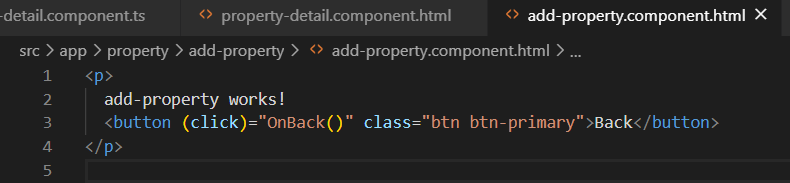 -detail.component.ts <> property-detail.component.html <> add-property.component.html ×
src > app > property > add-property > <> add-property.component.html > ...
1 <p>
2 add-property works!
3 <button (click)="OnBack()" class="btn btn-primary">Back</button>
4 </p>
5